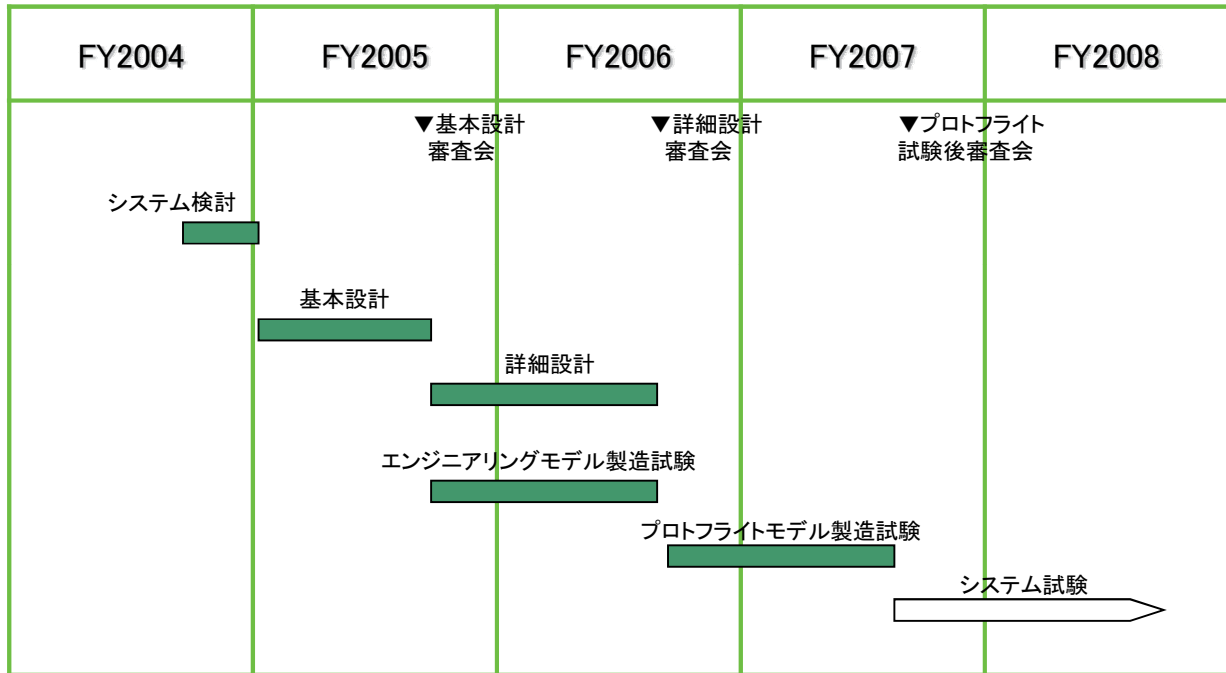 FY2004 FY2005 FY2006 FY2007 FY2008
▼基本設計
審査会
▼詳細設計
審査会
▼プロトフライト
試験後審査会
システム検討
基本設計
詳細設計
エンジニアリングモデル製造試験
プロトフライトモデル製造試験
システム試験